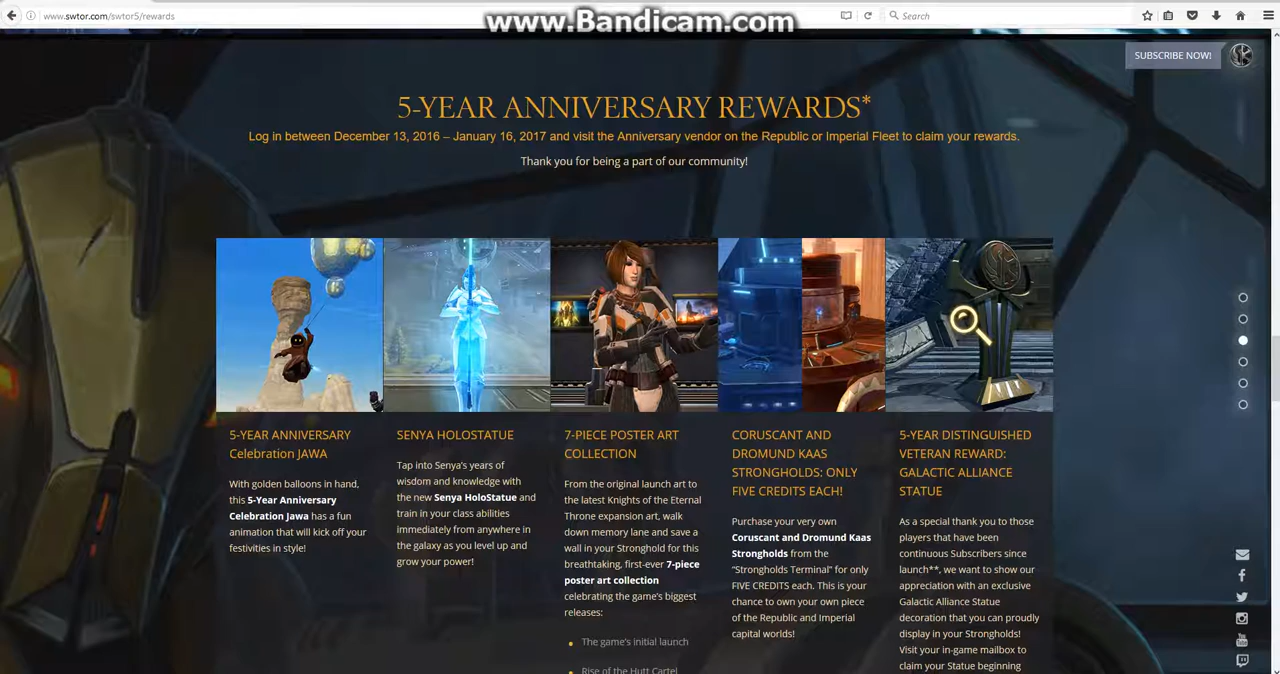 www.swtor.com/swtor5/rewards
www.Bandicam.com
Search
SUBSCRIBE NOW!
5-YEAR ANNIVERSARY REWARDS*
Log in between December 13, 2016 – January 16, 2017 and visit the Anniversary vendor on the Republic or Imperial Fleet to claim your rewards.
Thank you for being a part of our community!
5-YEAR ANNIVERSARY
Celebration JAWA
With golden balloons in hand,
this 5-Year Anniversary
Celebration Jawa has a fun
animation that will kick off your
festivities in style!
SENYA HOLOSTATUE
Tap into Senya's years of
wisdom and knowledge with
the new Senya HoloStatue and
train in your class abilities
immediately from anywhere in
the galaxy as you level up and
grow your power!
7-PIECE POSTER ART
COLLECTION
From the original launch art to
the latest Knights of the Eternal
Throne expansion art, walk
down memory lane and save a
wall in your Stronghold for this
breathtaking, first-ever 7-piece
poster art collection
celebrating the game's biggest
releases:
The game's initial launch
Rise of the Hutt Cartel
CORUSCANT AND
DROMUND KAAS
STRONGHOLDS: ONLY
FIVE CREDITS EACH!
Purchase your very own
Coruscant and Dromund Kaas
Strongholds from the
"Strongholds Terminal" for only
FIVE CREDITS each. This is your
chance to own your own piece
of the Republic and Imperial
capital worlds!
5-YEAR DISTINGUISHED
VETERAN REWARD:
GALACTIC ALLIANCE
STATUE
As a special thank you to those
players that have been
continuous Subscribers since
launch**, we want to show our
appreciation with an exclusive
Galactic Alliance Statue
decoration that you can proudly
display in your Strongholds!
Visit your in-game mailbox to
claim your Statue beginning